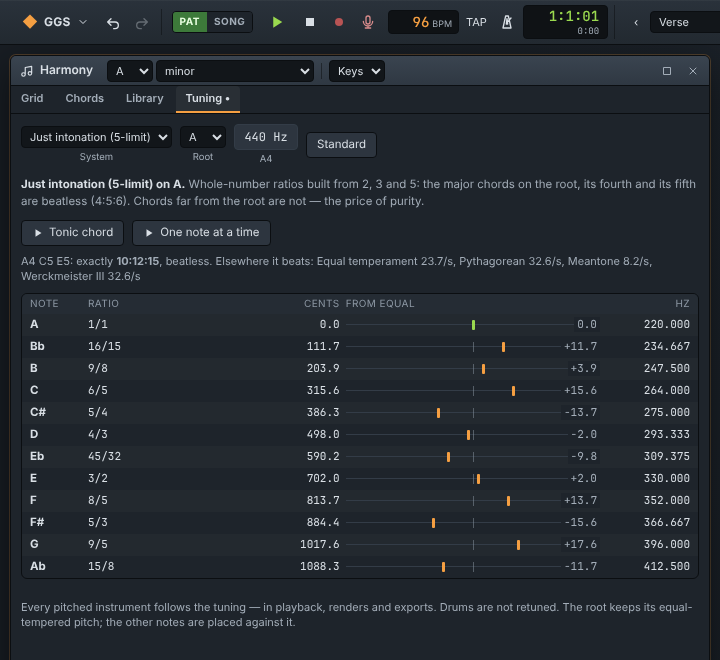 GGS PAT SONG 96 BPM TAP 1:1:01 0:00 ‹ Verse
Harmony A minor Keys
Grid Chords Library Tuning •
Just intonation (5-limit) A 440 Hz Standard
System Root A4
Just intonation (5-limit) on A. Whole-number ratios built from 2, 3 and 5: the major chords on the root, its fourth and its fifth
are beatless (4:5:6). Chords far from the root are not — the price of purity.
Tonic chord One note at a time
A4 C5 E5: exactly 10:12:15, beatless. Elsewhere it beats: Equal temperament 23.7/s, Pythagorean 32.6/s, Meantone 8.2/s,
Werckmeister III 32.6/s
NOTE RATIO CENTS FROM EQUAL HZ
A 1/1 0.0 0.0 220.000
Bb 16/15 111.7 +11.7 234.667
B 9/8 203.9 +3.9 247.500
C 6/5 315.6 +15.6 264.000
C# 5/4 386.3 -13.7 275.000
D 4/3 498.0 -2.0 293.333
Eb 45/32 590.2 -9.8 309.375
E 3/2 702.0 +2.0 330.000
F 8/5 813.7 +13.7 352.000
F# 5/3 884.4 -15.6 366.667
G 9/5 1017.6 +17.6 396.000
Ab 15/8 1088.3 -11.7 412.500
Every pitched instrument follows the tuning — in playback, renders and exports. Drums are not retuned. The root keeps its equal-
tempered pitch; the other notes are placed against it.